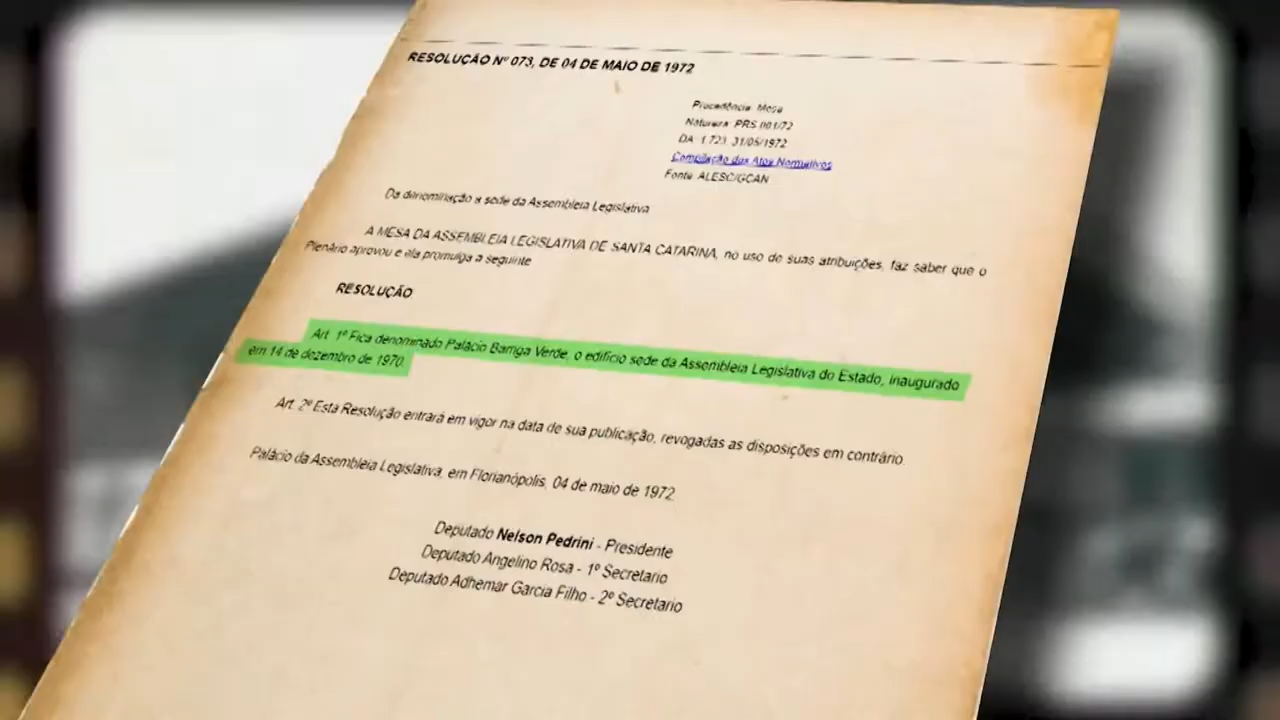 RESOLUÇÃO Nº 073, DE 04 DE MAIO DE 1972
Procedência: Mesa
Natureza: PRS 001/72
DA. 1.723, 31/05/1972
Compilação dos Atos Normativos
Fonte: ALESC/GCAN
Da denominação a sede da Assembleia Legislativa
A MESA DA ASSEMBLEIA LEGISLATIVA DE SANTA CATARINA, no uso de suas atribuições, faz saber que o
Plenário aprovou e ela promulga a seguinte
RESOLUÇÃO
Art. 1º Fica denominado Palácio Barriga Verde, o edifício sede da Assembleia Legislativa do Estado, inaugurado
em 14 de dezembro de 1970.
Art. 2º Esta Resolução entrará em vigor na data de sua publicação, revogadas as disposições em contrário.
Palácio da Assembleia Legislativa, em Florianópolis, 04 de maio de 1972
Deputado Nelson Pedrini - Presidente
Deputado Angelino Rosa - 1º Secretario
Deputado Adhemar Garcia Filho - 2º Secretario